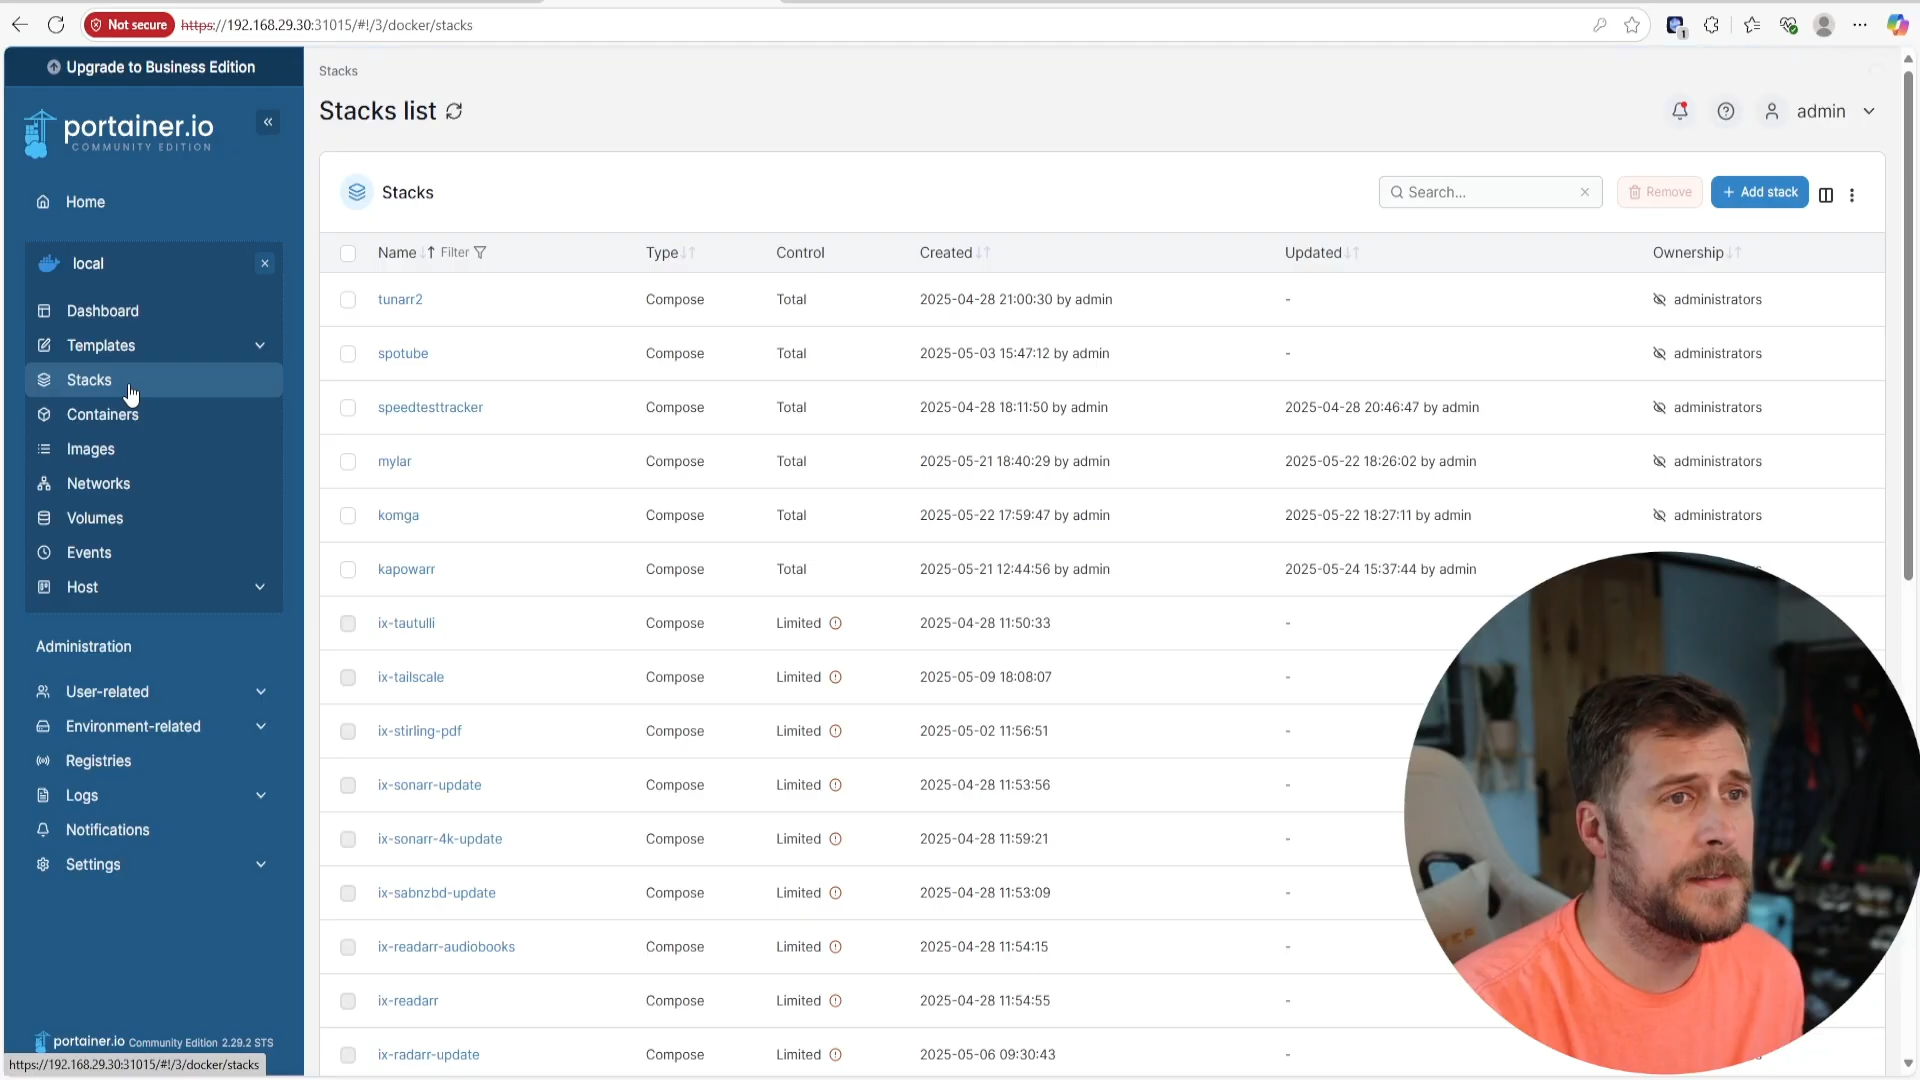 Not secure https://192.168.29.30:31015/#!/3/docker/stacks
1
Upgrade to Business Edition
portainer.io
COMMUNITY EDITION
Home
local
Dashboard
Templates
Stacks
Containers
Images
Networks
Volumes
Events
Host
Administration
User-related
Environment-related
Registries
Logs
Notifications
Settings
portainer.io Community Edition 2.29.2 STS
https://192.168.29.30:31015/#!/3/docker/stacks
Stacks
Stacks list
admin
Stacks
Search...
Remove
Add stack
Name Filter Type Control Created Updated Ownership
tunarr2 Compose Total 2025-04-28 21:00:30 by admin - administrators
spotube Compose Total 2025-05-03 15:47:12 by admin - administrators
speedtesttracker Compose Total 2025-04-28 18:11:50 by admin 2025-04-28 20:46:47 by admin administrators
mylar Compose Total 2025-05-21 18:40:29 by admin 2025-05-22 18:26:02 by admin administrators
komga Compose Total 2025-05-22 17:59:47 by admin 2025-05-22 18:27:11 by admin administrators
kapowarr Compose Total 2025-05-21 12:44:56 by admin 2025-05-24 15:37:44 by admin
ix-tautulli Compose Limited 2025-04-28 11:50:33 -
ix-tailscale Compose Limited 2025-05-09 18:08:07 -
ix-stirling-pdf Compose Limited 2025-05-02 11:56:51 -
ix-sonarr-update Compose Limited 2025-04-28 11:53:56 -
ix-sonarr-4k-update Compose Limited 2025-04-28 11:59:21 -
ix-sabnzbd-update Compose Limited 2025-04-28 11:53:09 -
ix-readarr-audiobooks Compose Limited 2025-04-28 11:54:15 -
ix-readarr Compose Limited 2025-04-28 11:54:55 -
ix-radarr-update Compose Limited 2025-05-06 09:30:43 -